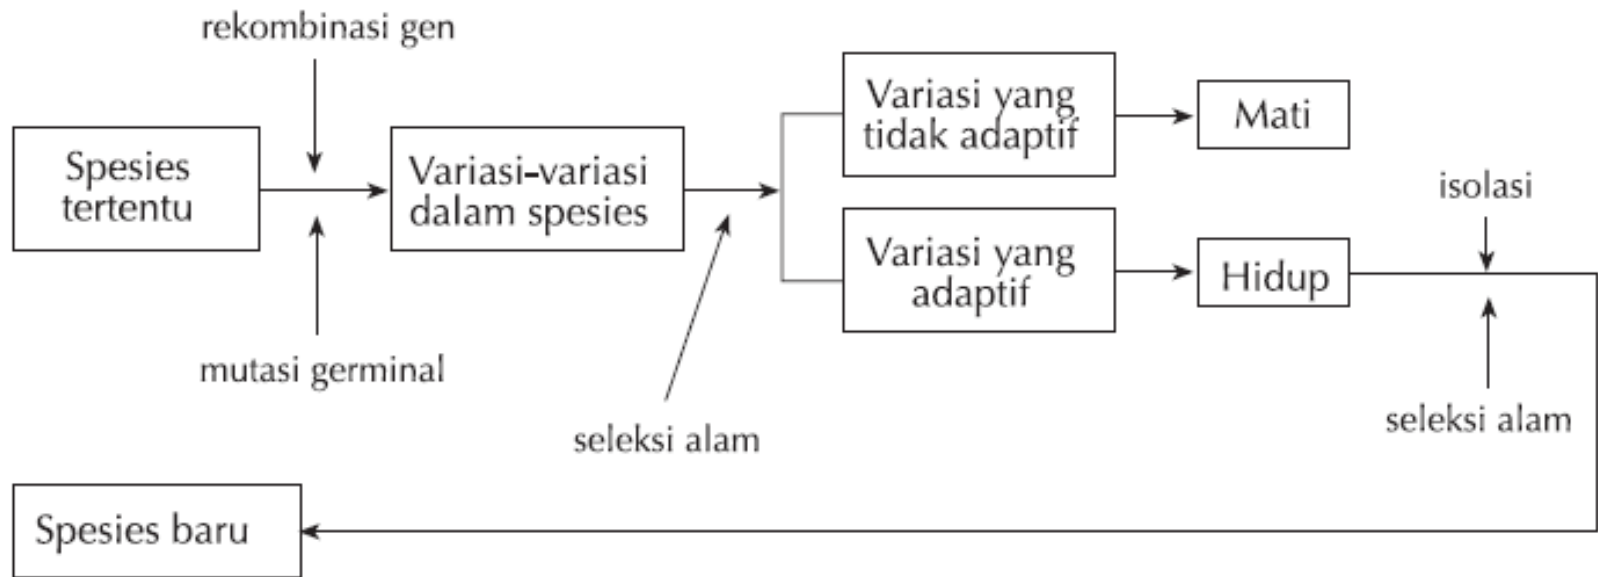 rekombinasi gen
Spesies
tertentu
mutasi germinal
Variasi-variasi
dalam spesies
seleksi alam
Variasi yang
tidak adaptif
Mati
Variasi yang
adaptif
Hidup
isolasi
seleksi alam
Spesies baru